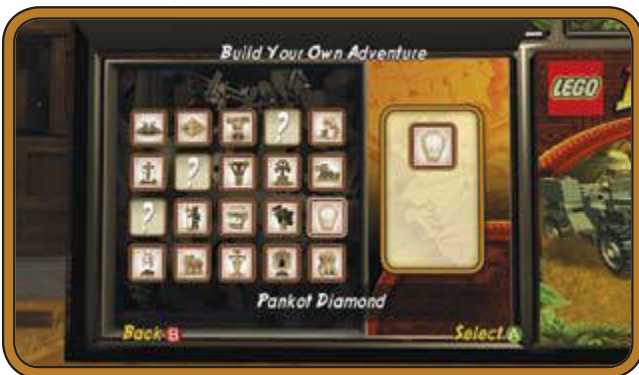 Build Your Own Adventure
LEGO
?
?
?
Pankot Diamond
Back B
Select A